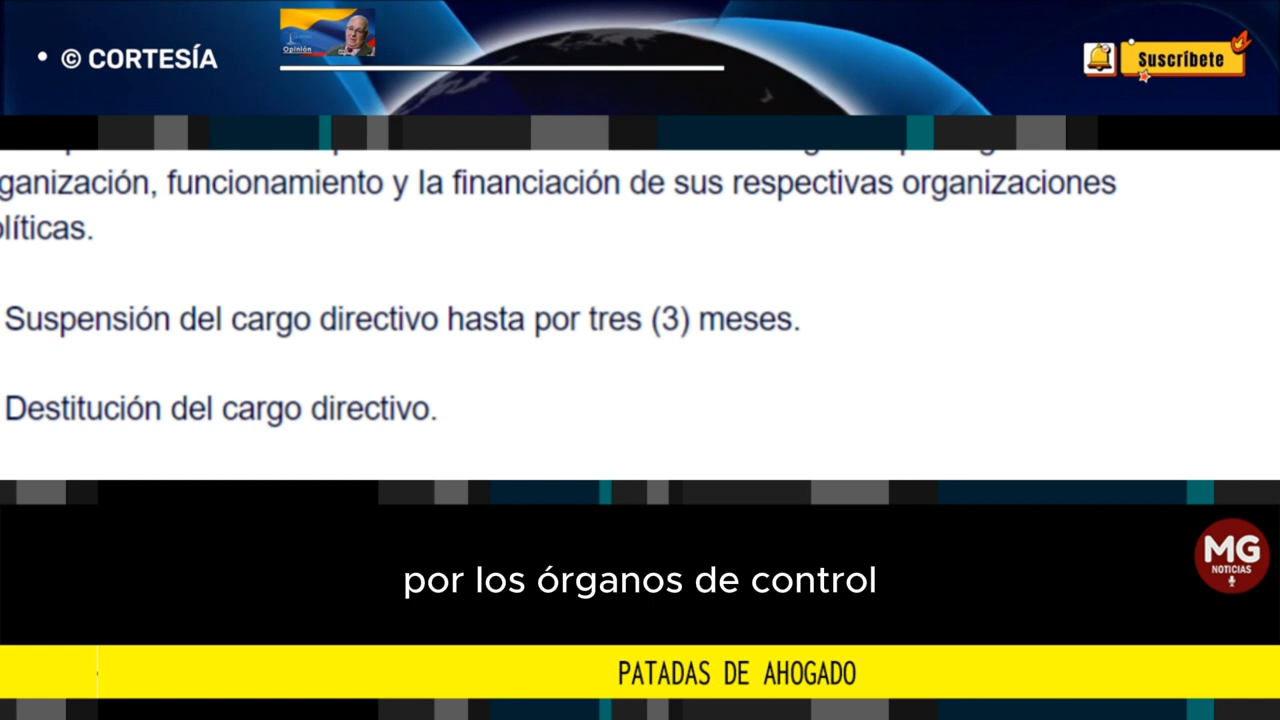 • © CORTESÍA
Opinión
Suscríbete
ganización, funcionamiento y la financiación de sus respectivas organizaciones
líticas.
Suspensión del cargo directivo hasta por tres (3) meses.
Destitución del cargo directivo.
MG
NOTICIAS
por los órganos de control
PATADAS DE AHOGADO